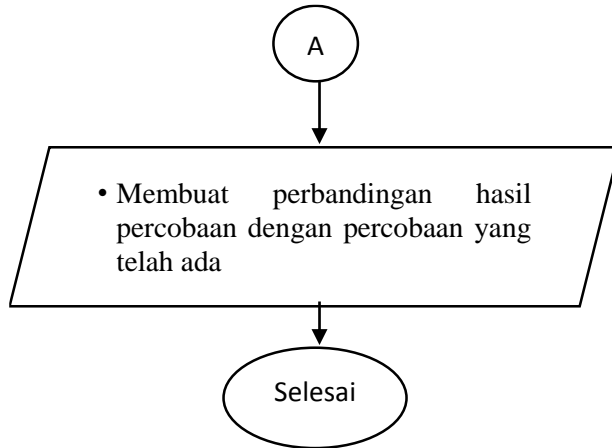 A
• Membuat perbandingan hasil
percobaan dengan percobaan yang
telah ada
Selesai